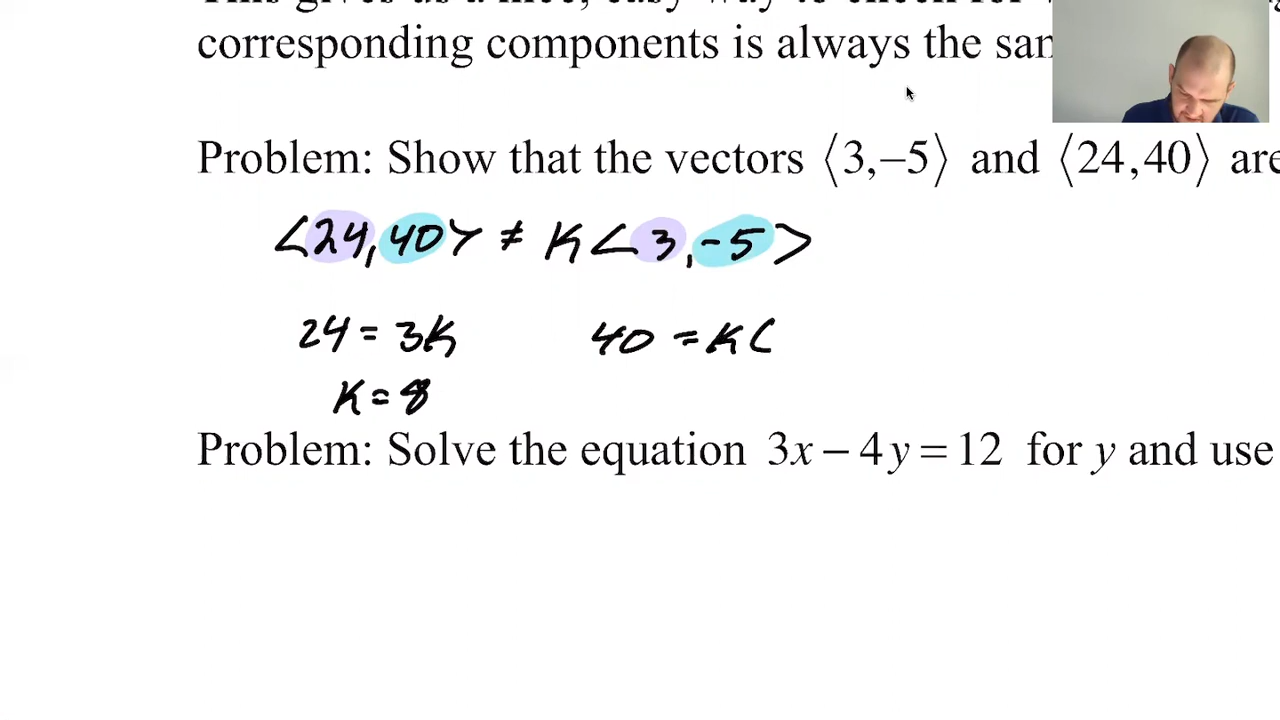 corresponding components is always the
Problem: Show that the vectors ⟨3,−5⟩ and ⟨24,40⟩ are
<24,40> ≠ K<3,-5>
24 = 3K 40 = K(
K = 8
Problem: Solve the equation 3x − 4y = 12 for y and use